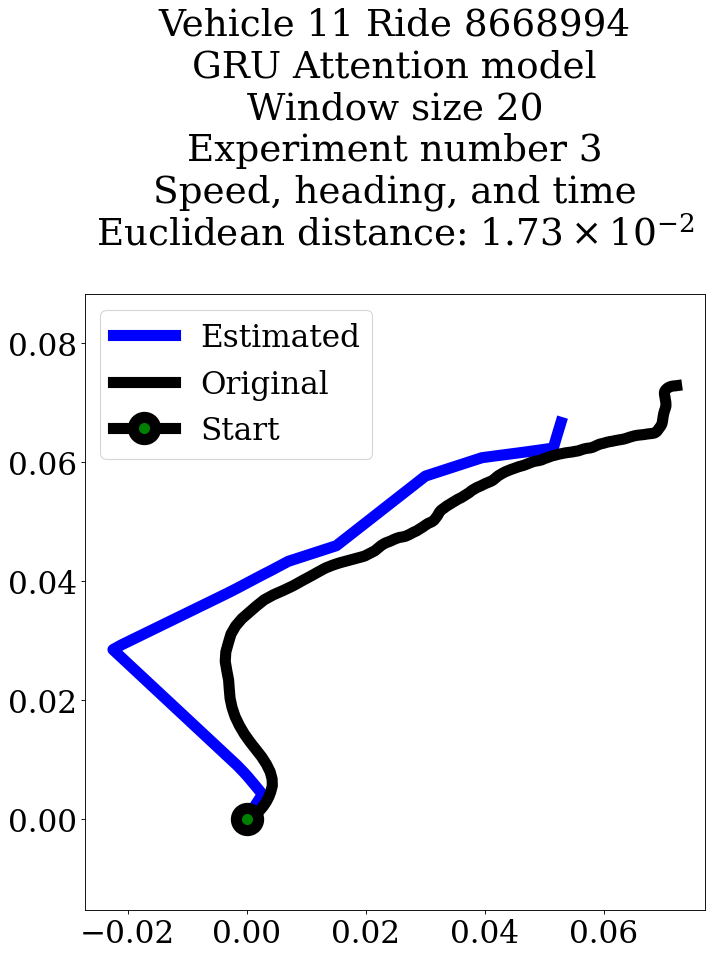 Vehicle 11 Ride 8668994
GRU Attention model
Window size 20
Experiment number 3
Speed, heading, and time
Euclidean distance: 1.73 × 10⁻²
Estimated
Original
Start
0.08
0.06
0.04
0.02
0.00
−0.02 0.00 0.02 0.04 0.06